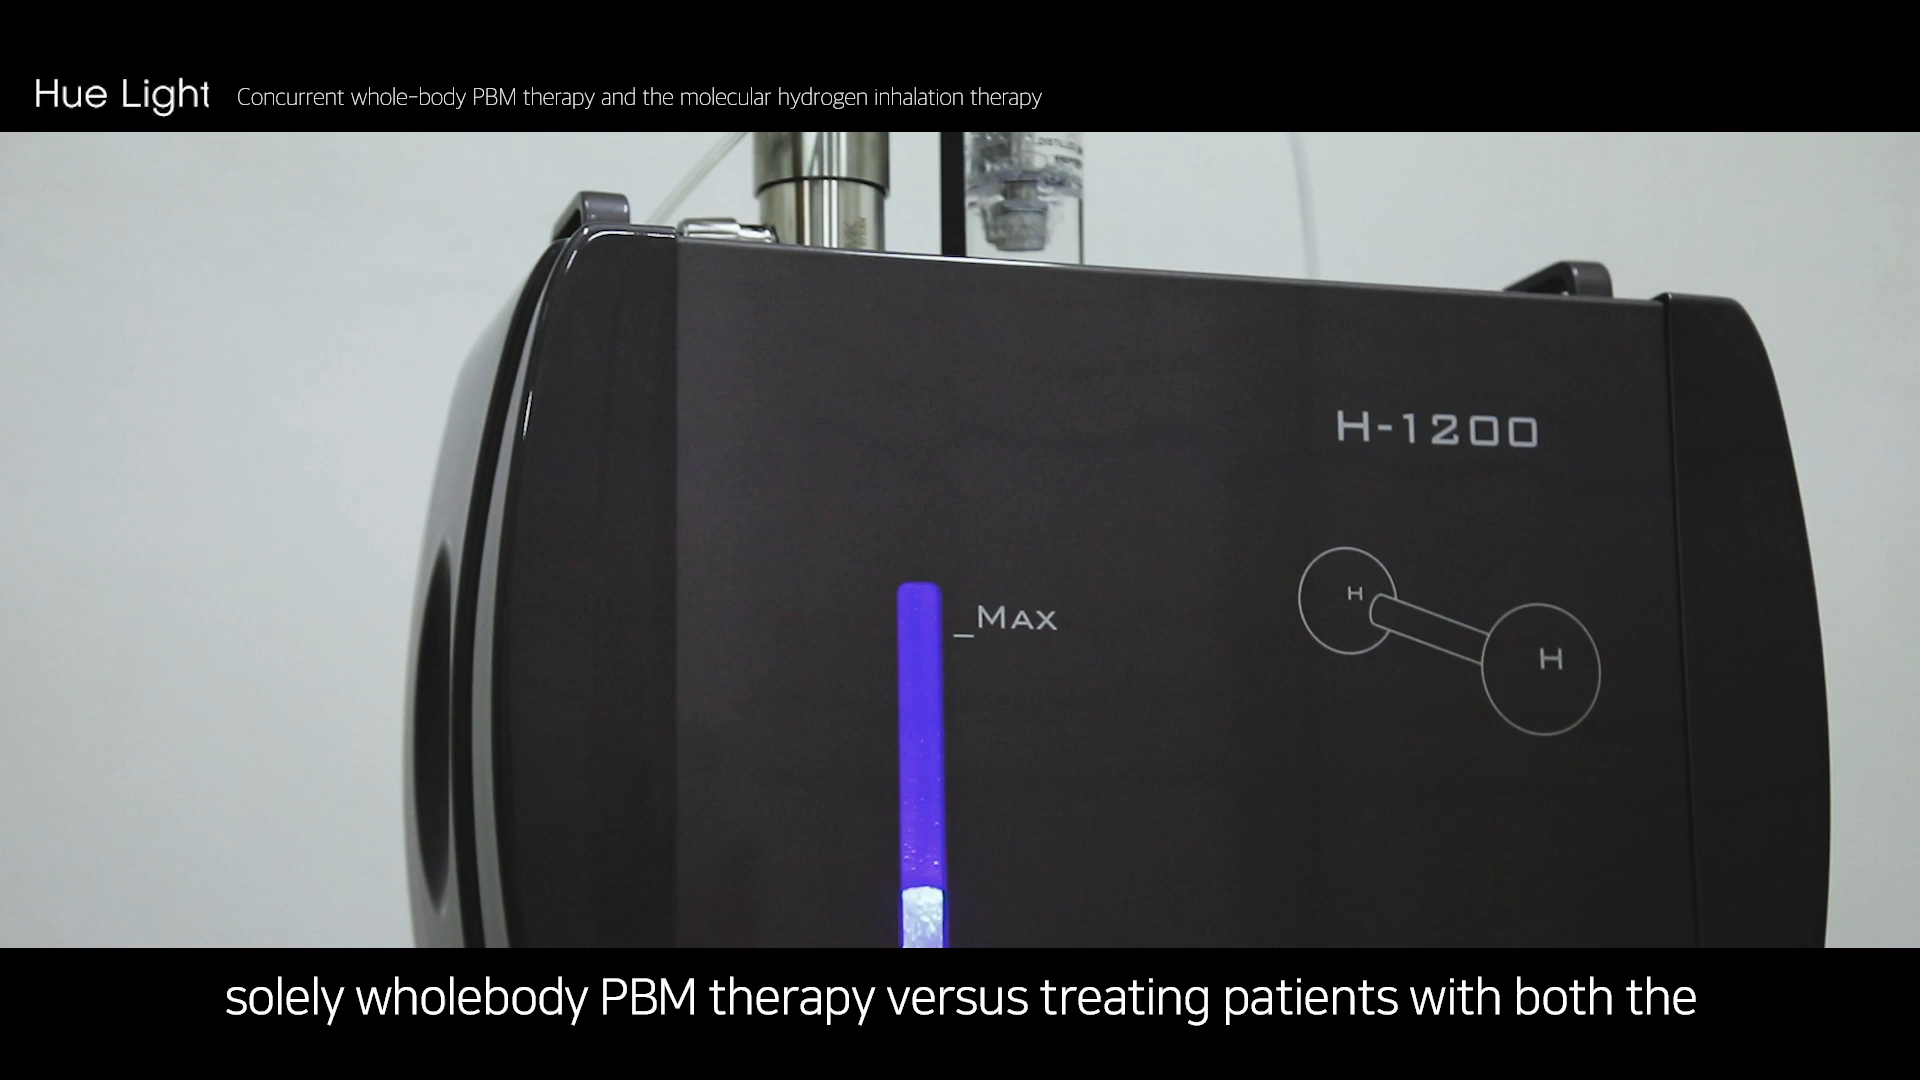 Hue Light Concurrent whole-body PBM therapy and the molecular hydrogen inhalation therapy
H-1200
H
_MAX
H
solely wholebody PBM therapy versus treating patients with both the